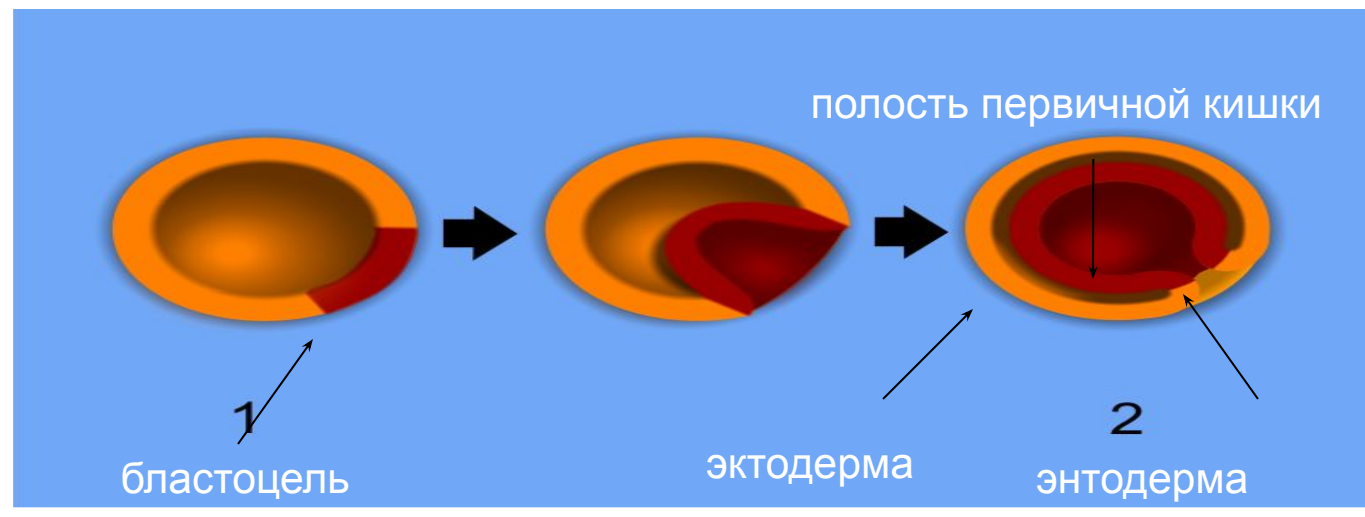 полость первичной кишки
1
2
бластоцель
эктодерма
энтодерма